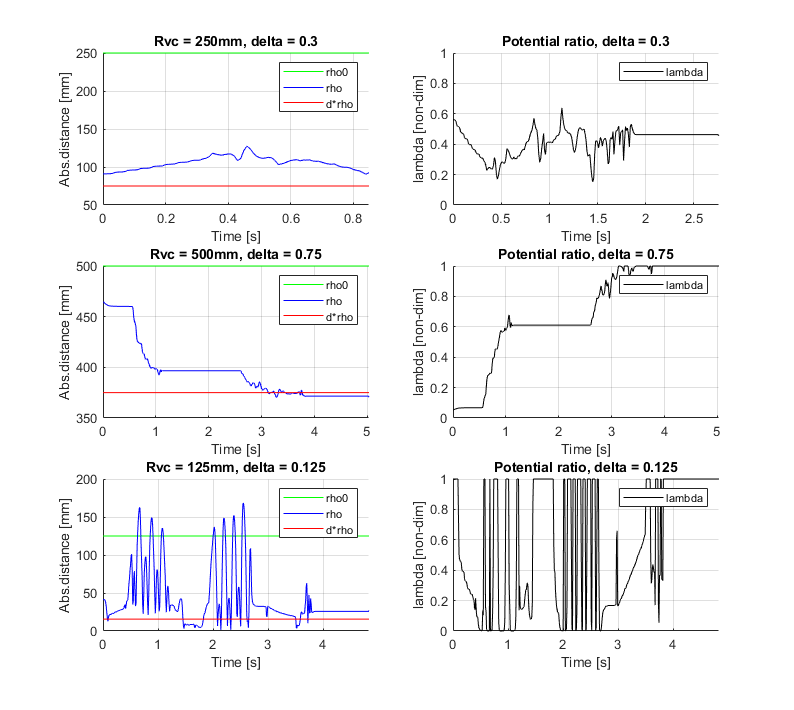 Rvc = 250mm, delta = 0.3
250
200
150
100
50
Abs.distance [mm]
rho0
rho
d*rho
0 0.2 0.4 0.6 0.8
Time [s]
Potential ratio, delta = 0.3
1
0.8
0.6
0.4
0.2
0
lambda [non-dim]
lambda
0 0.5 1 1.5 2 2.5
Time [s]
Rvc = 500mm, delta = 0.75
500
450
400
350
Abs.distance [mm]
rho0
rho
d*rho
0 1 2 3 4 5
Time [s]
Potential ratio, delta = 0.75
1
0.8
0.6
0.4
0.2
0
lambda [non-dim]
lambda
0 1 2 3 4 5
Time [s]
Rvc = 125mm, delta = 0.125
200
150
100
50
0
Abs.distance [mm]
rho0
rho
d*rho
0 1 2 3 4
Time [s]
Potential ratio, delta = 0.125
1
0.8
0.6
0.4
0.2
0
lambda [non-dim]
lambda
0 1 2 3 4
Time [s]